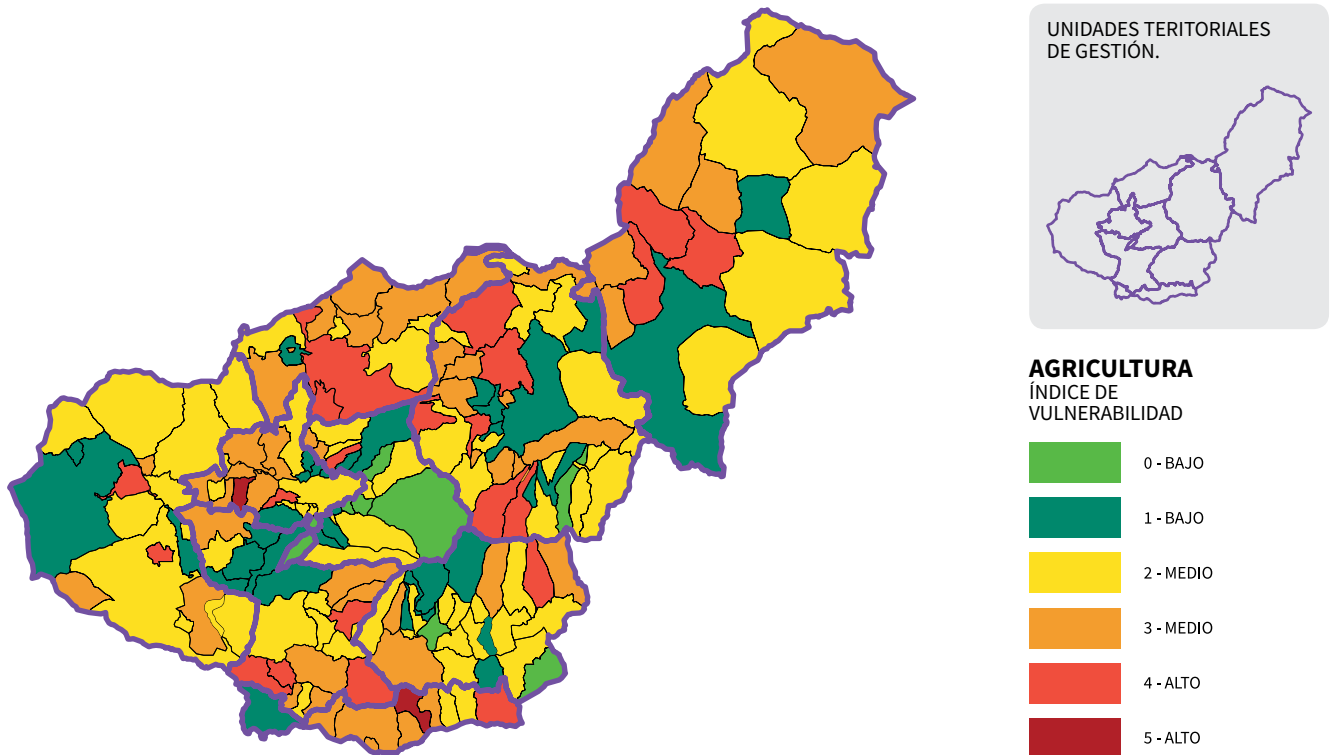 UNIDADES TERITORIALES
DE GESTIÓN.
AGRICULTURA
ÍNDICE DE
VULNERABILIDAD
0 - BAJO
1 - BAJO
2 - MEDIO
3 - MEDIO
4 - ALTO
5 - ALTO